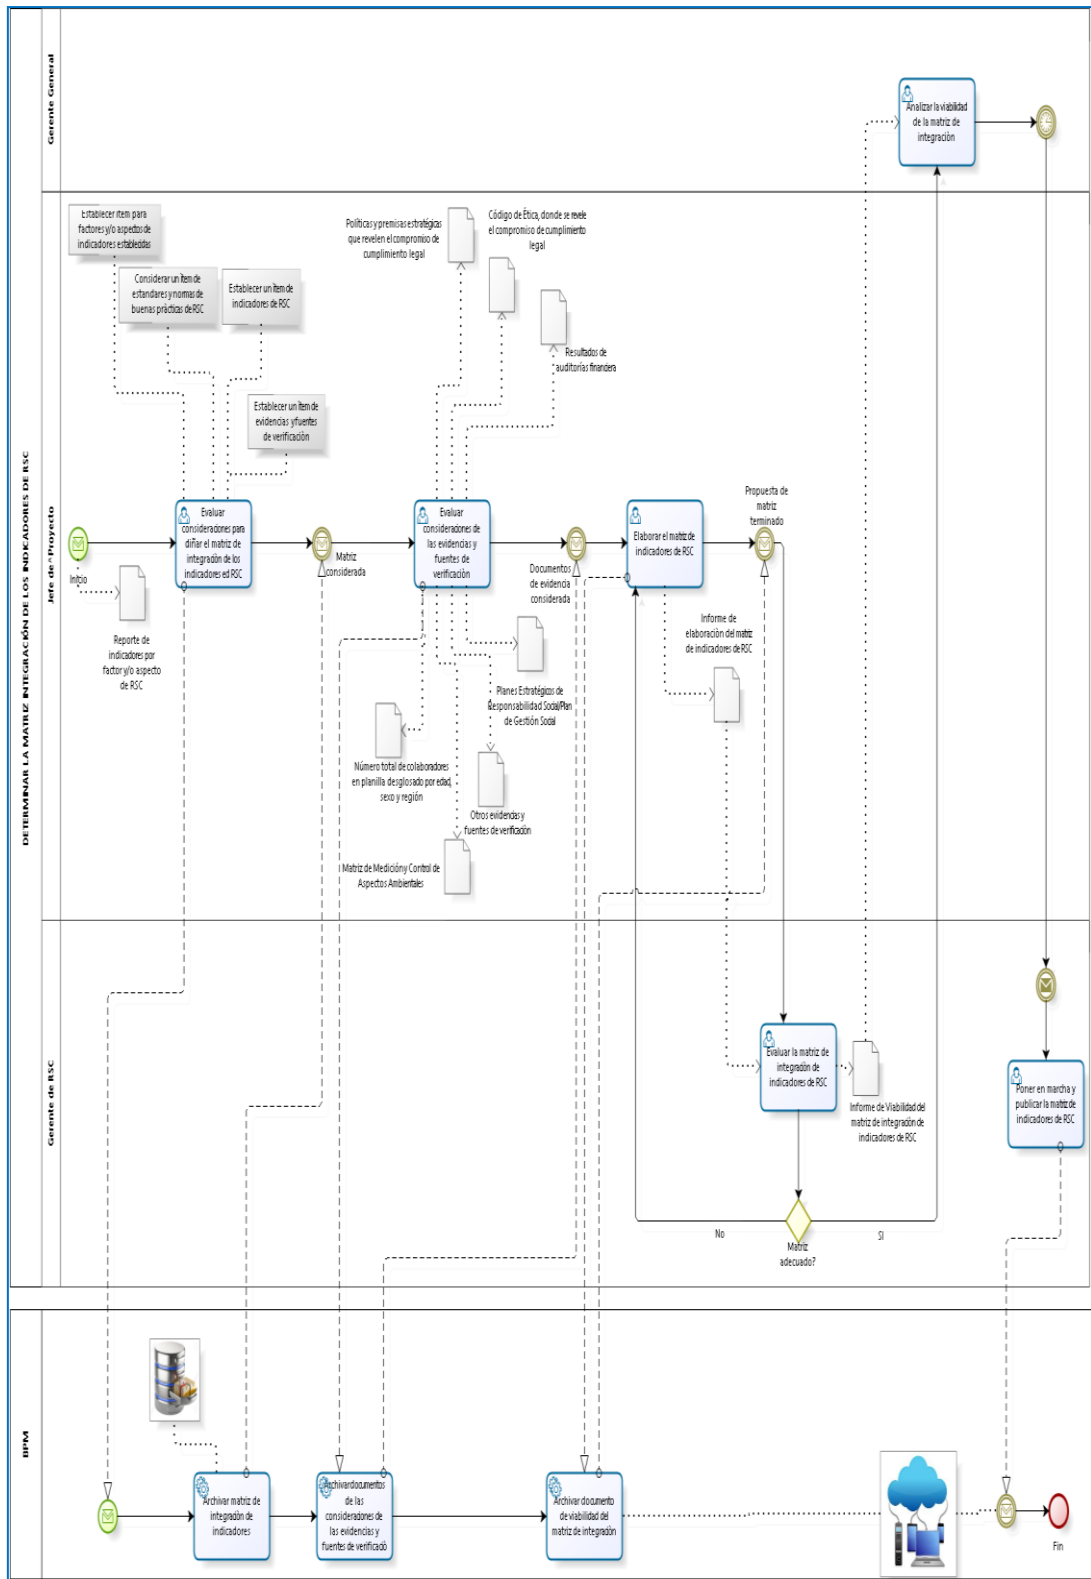 DETERMINAR LA MATRIZ INTEGRACIÓN DE LOS INDICADORES DE RSC
Gerente General
Analizar la viabilidad
de la matriz de
integración
Jefe de Proyecto
Establecer ítem para
factores y/o aspectos de
indicadores establecidas
Considerar un ítem de
estandares y normas de
buenas prácticas de RSC
Establecer un ítem de
indicadores de RSC
Establecer un ítem de
evidencias y fuentes
de verificación
Políticas y premisas estratégicas
que revelen el compromiso de
cumplimiento legal
Código de Ética, donde se revele
el compromiso de cumplimiento
legal
Resultados de
auditorías financiera
Inicio
Reporte de
indicadores por
factor y/o aspecto
de RSC
Evaluar
consideraciones para
diñar el matriz de
integración de los
indicadores ed RSC
Matriz
considerada
Evaluar
consideraciones de
las evidencias y
fuentes de
verificación
Documentos
de evidencia
considerada
Elaborar el matriz de
indicadores de RSC
Propuesta de
matriz
terminado
Informe de
elaboración del matriz
de indicadores de RSC
Planes Estratégicos de
Responsabilidad Social/Plan
de Gestión Social
Número total de colaboradores
en planilla desglosado por edad,
sexo y región
Otros evidencias y
fuentes de verificación
Matriz de Medición y Control de
Aspectos Ambientales
Gerente de RSC
Evaluar la matriz de
integración de
indicadores de RSC
Informe de Viabilidad del
matriz de integración de
indicadores de RSC
Poner en marcha y
publicar la matriz de
indicadores de RSC
No
SI
Matriz
adecuado?
BPM
Archivar matriz de
integración de
indicadores
Archivar documentos
de las
consideraciones de
las evidencias y
fuentes de verificadó
Archivar documento
de viabilidad del
matriz de integración
Fin